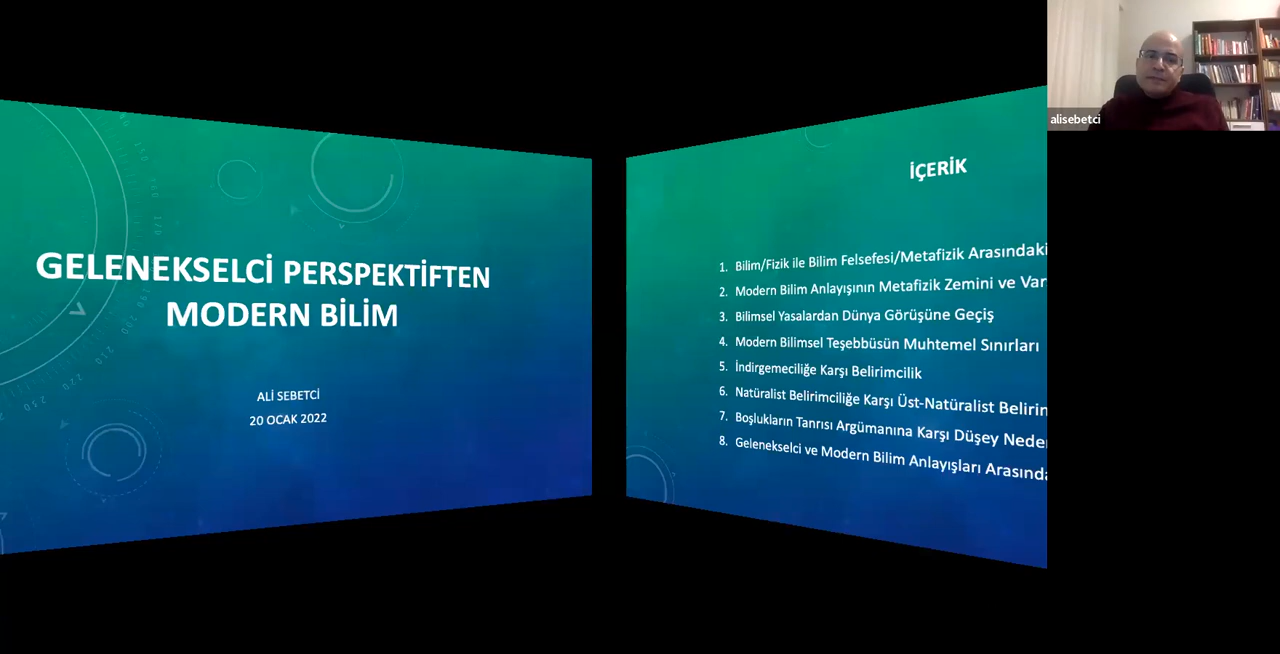 GELENEKSELCİ PERSPEKTİFTEN
MODERN BİLİM
ALİ SEBETCİ
20 OCAK 2022
İÇERİK
1. Bilim/Fizik ile Bilim Felsefesi/Metafizik Arasındaki
2. Modern Bilim Anlayışının Metafizik Zemini ve Var
3. Bilimsel Yasalardan Dünya Görüşüne Geçiş
4. Modern Bilimsel Teşebbüsün Muhtemel Sınırları
5. İndirgemeciliğe Karşı Belirimcilik
6. Natüralist Belirimciliğe Karşı Üst-Natüralist Belirim
7. Boşlukların Tanrısı Argümanına Karşı Düşey Neden
8. Gelenekselci ve Modern Bilim Anlayışları Arasında
alisebetci